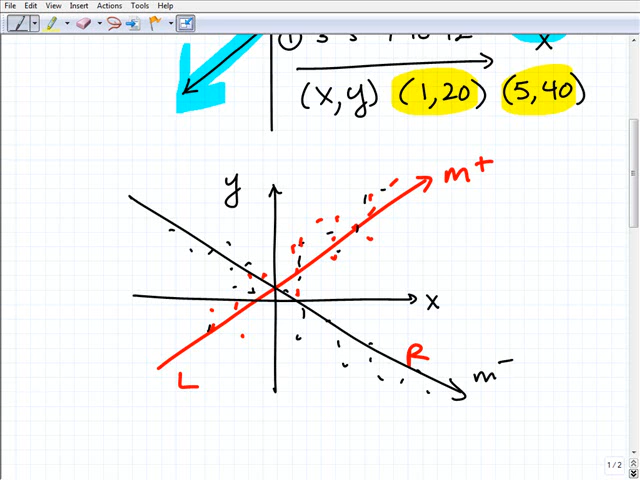 File Edit View Insert Actions Tools Help
X
(x,y) (1,20) (5,40)
y
m+
x
R
L
m-
1/2